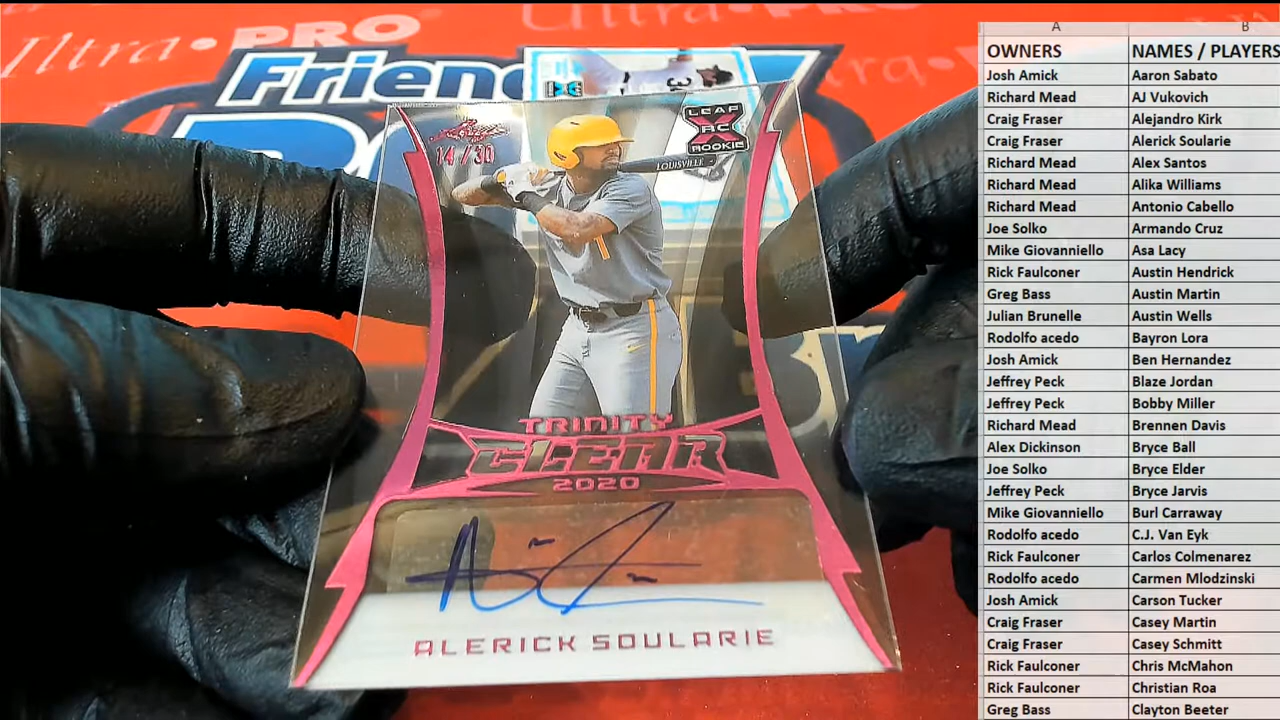 Ultra•PRO
Ultra
Friend
LEAF
X
RC
ROOKIE
Leaf
14/30
LOUISVILLE
1
TRINITY
CLEAR
2020
ALERICK SOULARIE
A B
OWNERS NAMES / PLAYERS
Josh Amick Aaron Sabato
Richard Mead AJ Vukovich
Craig Fraser Alejandro Kirk
Craig Fraser Alerick Soularie
Richard Mead Alex Santos
Richard Mead Alika Williams
Richard Mead Antonio Cabello
Joe Solko Armando Cruz
Mike Giovanniello Asa Lacy
Rick Faulconer Austin Hendrick
Greg Bass Austin Martin
Julian Brunelle Austin Wells
Rodolfo acedo Bayron Lora
Josh Amick Ben Hernandez
Jeffrey Peck Blaze Jordan
Jeffrey Peck Bobby Miller
Richard Mead Brennen Davis
Alex Dickinson Bryce Ball
Joe Solko Bryce Elder
Jeffrey Peck Bryce Jarvis
Mike Giovanniello Burl Carraway
Rodolfo acedo C.J. Van Eyk
Rick Faulconer Carlos Colmenarez
Rodolfo acedo Carmen Mlodzinski
Josh Amick Carson Tucker
Craig Fraser Casey Martin
Craig Fraser Casey Schmitt
Rick Faulconer Chris McMahon
Rick Faulconer Christian Roa
Greg Bass Clayton Beeter